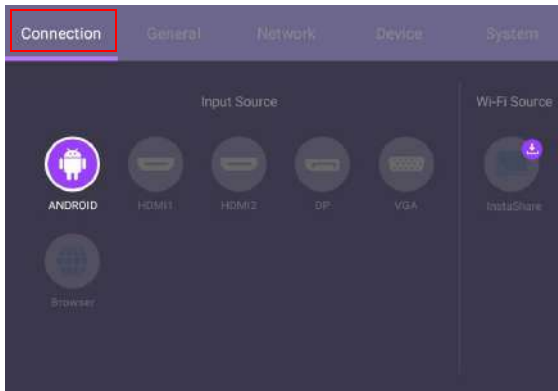 Connection General Network Device System
Input Source Wi-Fi Source
ANDROID HDMI1 HDMI2 DP VGA InstaShare
Browser